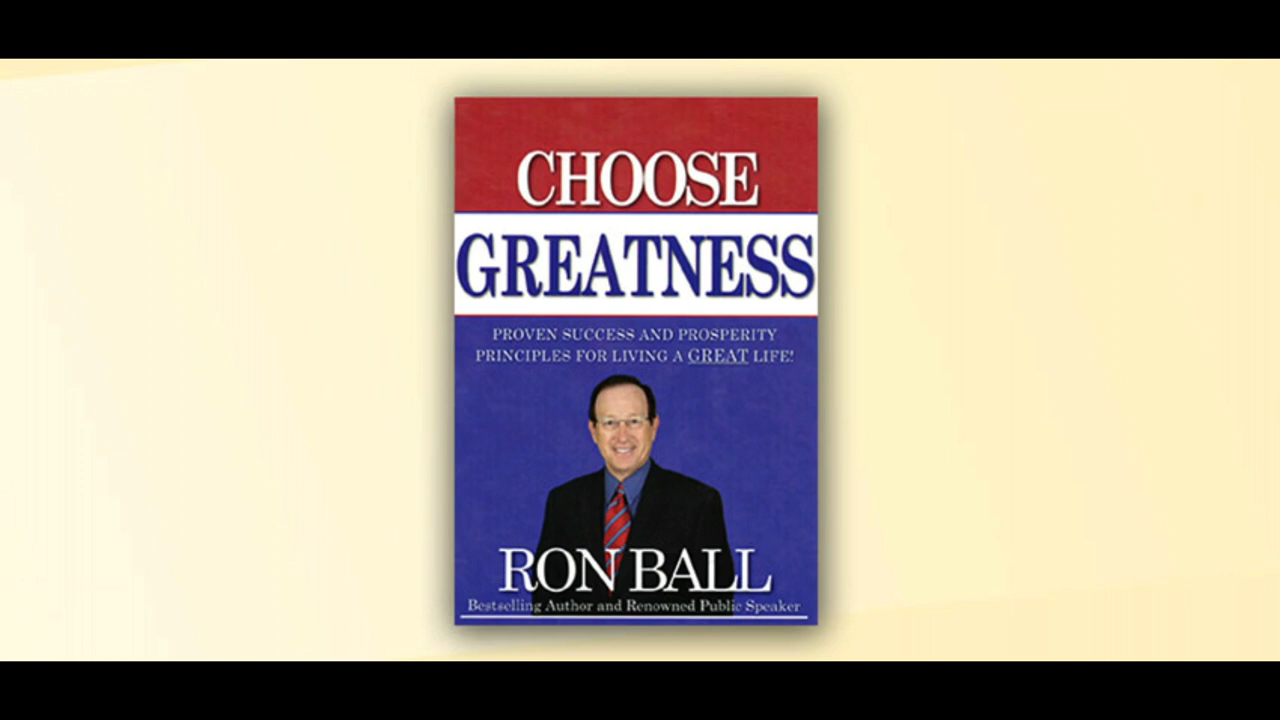 CHOOSE
GREATNESS
PROVEN SUCCESS AND PROSPERITY
PRINCIPLES FOR LIVING A GREAT LIFE!
RON BALL
Bestselling Author and Renowned Public Speaker